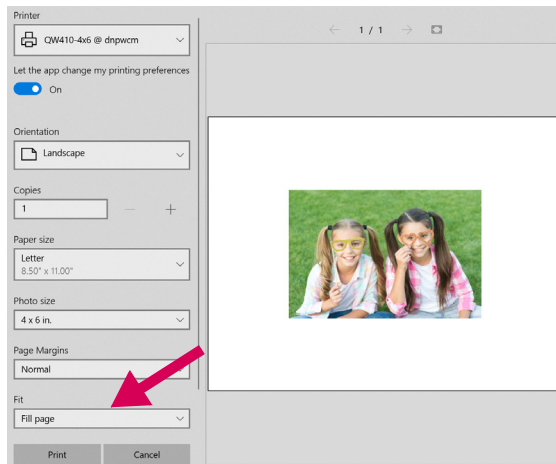 Printer
QW410-4x6 @ dnpwcm
Let the app change my printing preferences
On
Orientation
Landscape
Copies
1
Paper size
Letter
8.50" x 11.00"
Photo size
4 x 6 in.
Page Margins
Normal
Fit
Fill page
Print Cancel
1 / 1